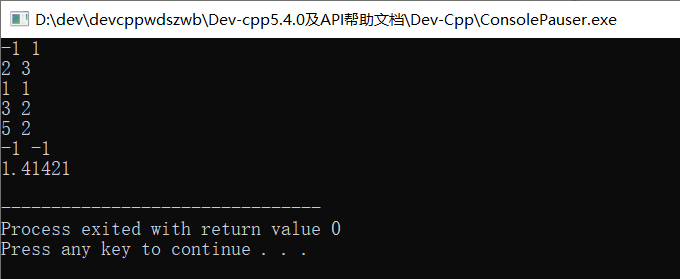 D:\dev\devcppwdszwb\Dev-cpp5.4.0及API帮助文档\Dev-Cpp\ConsolePauser.exe
-1 1
2 3
1 1
3 2
5 2
-1 -1
1.41421
--------------------------------
Process exited with return value 0
Press any key to continue . . .